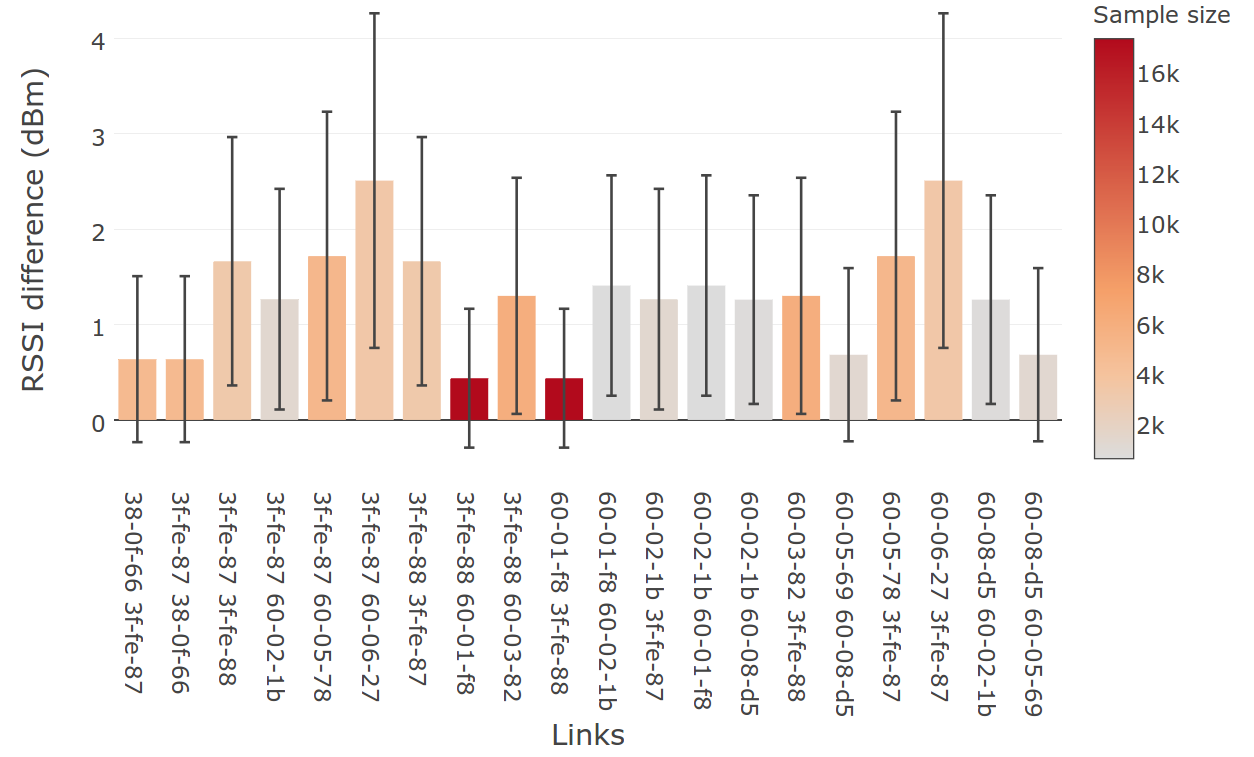 Sample size
4
3
2
1
0
RSSI difference (dBm)
16k
14k
12k
10k
8k
6k
4k
2k
38-0f-66 3f-fe-87
3f-fe-87 38-0f-66
3f-fe-87 3f-fe-88
3f-fe-87 60-02-1b
3f-fe-87 60-05-78
3f-fe-87 60-06-27
3f-fe-88 3f-fe-87
3f-fe-88 60-01-f8
3f-fe-88 60-03-82
60-01-f8 3f-fe-88
60-01-f8 60-02-1b
60-02-1b 3f-fe-87
60-02-1b 60-01-f8
60-02-1b 60-08-d5
60-03-82 3f-fe-88
60-05-69 60-08-d5
60-05-78 3f-fe-87
60-06-27 3f-fe-87
60-08-d5 60-02-1b
60-08-d5 60-05-69
Links